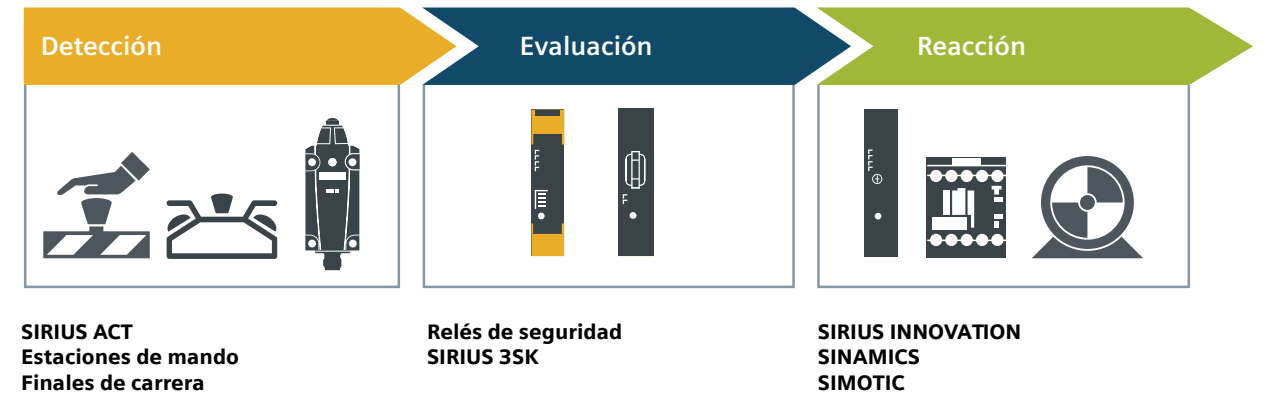 Detección
Evaluación
Reacción
SIRIUS ACT
Estaciones de mando
Finales de carrera
Relés de seguridad
SIRIUS 3SK
SIRIUS INNOVATION
SINAMICS
SIMOTIC